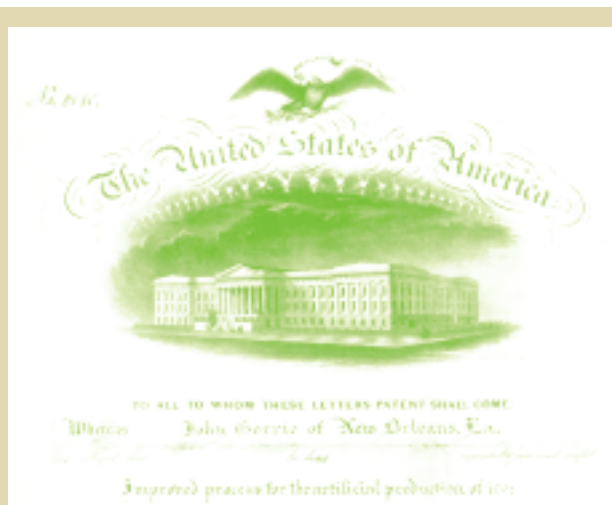 The United States of America
TO ALL TO WHOM THESE LETTERS PATENT SHALL COME
Whereas John Gorrie of New Orleans, La.
Improved process for the artificial production of ice